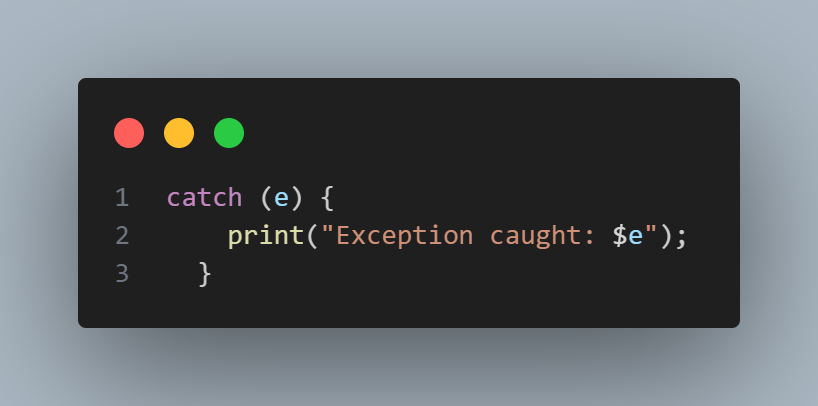 1 catch (e) {
2 print("Exception caught: $e");
3 }